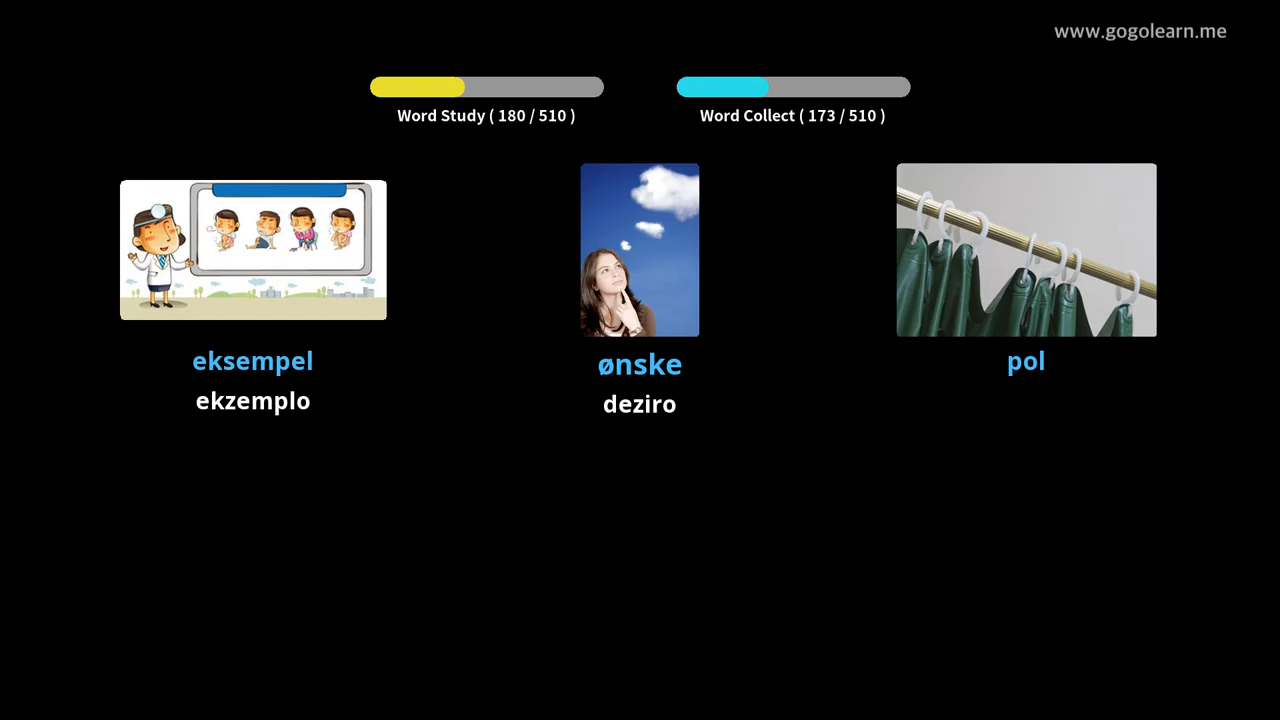 www.gogolearn.me
Word Study ( 180 / 510 )
Word Collect ( 173 / 510 )
eksempel
ekzemplo
ønske
deziro
pol